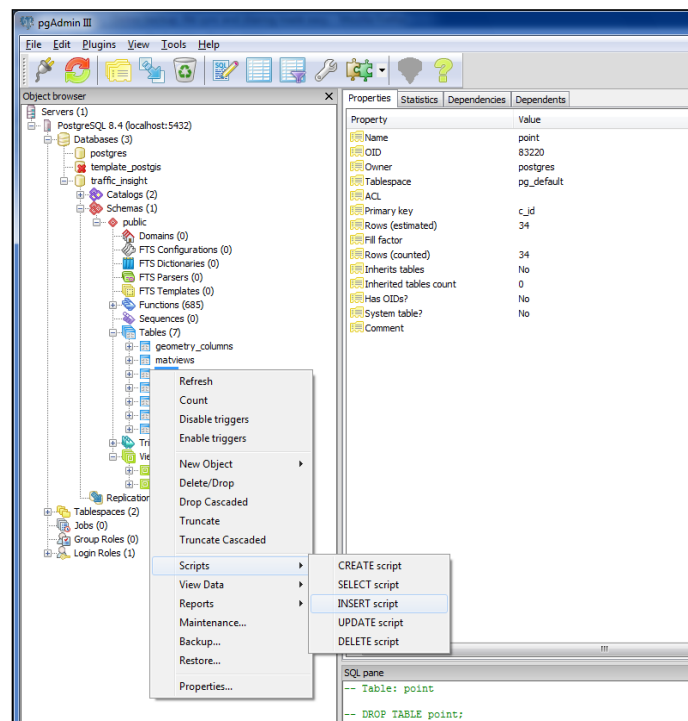 pgAdmin III
File Edit Plugins View Tools Help
Object browser
Servers (1)
PostgreSQL 8.4 (localhost:5432)
Databases (3)
postgres
template_postgis
traffic_insight
Catalogs (2)
Schemas (1)
public
Domains (0)
FTS Configurations (0)
FTS Dictionaries (0)
FTS Parsers (0)
FTS Templates (0)
Functions (685)
Sequences (0)
Tables (7)
geometry_columns
matviews
Tri
Vie
Replication
Tablespaces (2)
Jobs (0)
Group Roles (0)
Login Roles (1)
Refresh
Count
Disable triggers
Enable triggers
New Object
Delete/Drop
Drop Cascaded
Truncate
Truncate Cascaded
Scripts
View Data
Reports
Maintenance...
Backup...
Restore...
Properties...
CREATE script
SELECT script
INSERT script
UPDATE script
DELETE script
Properties Statistics Dependencies Dependents
Property Value
Name point
OID 83220
Owner postgres
Tablespace pg_default
ACL
Primary key c_id
Rows (estimated) 34
Fill factor
Rows (counted) 34
Inherits tables No
Inherited tables count 0
Has OIDs? No
System table? No
Comment
SQL pane
-- Table: point
-- DROP TABLE point;